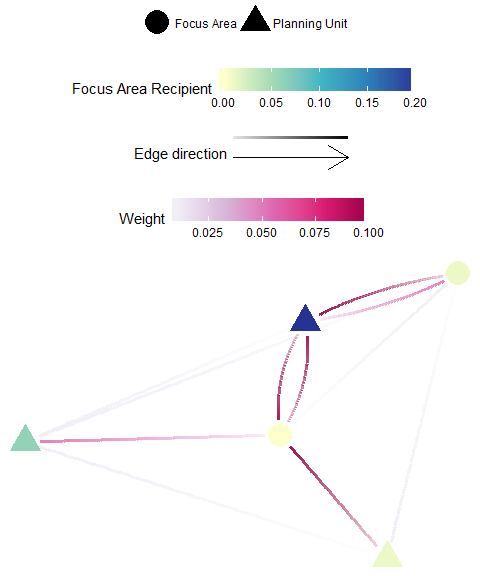 Focus Area Planning Unit
Focus Area Recipient
0.00 0.05 0.10 0.15 0.20
Edge direction
Weight
0.025 0.050 0.075 0.100